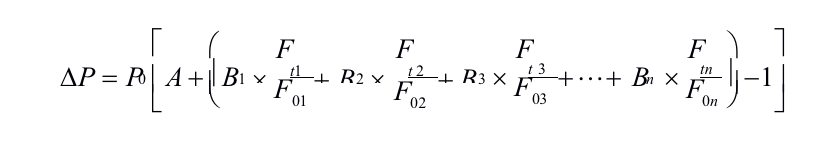 ΔP = P₀[A + (B₁ × Fₜ₁/F₀₁ + B₂ × Fₜ₂/F₀₂ + B₃ × Fₜ₃/F₀₃ + ⋯ + Bₙ × Fₜₙ/F₀ₙ) − 1]